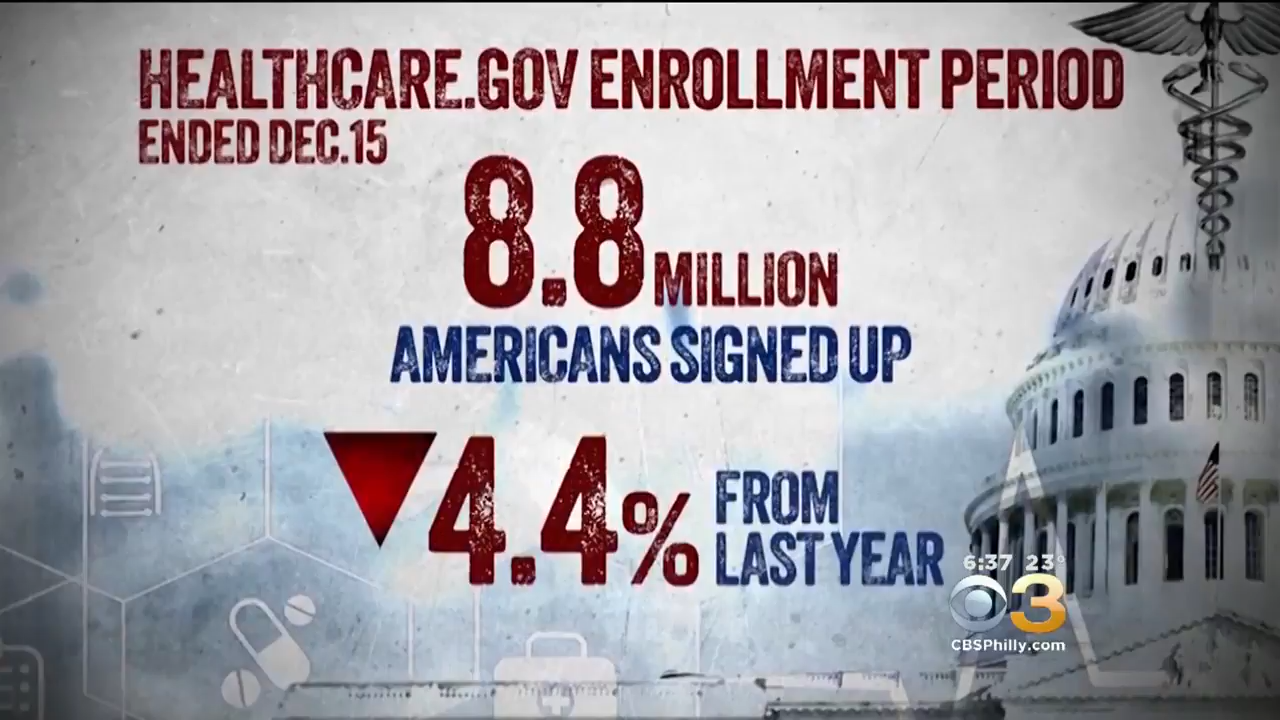 HEALTHCARE.GOV ENROLLMENT PERIOD
ENDED DEC.15
8.8 MILLION
AMERICANS SIGNED UP
4.4% FROM
LAST YEAR
6:37 23°
3
CBSPhilly.com